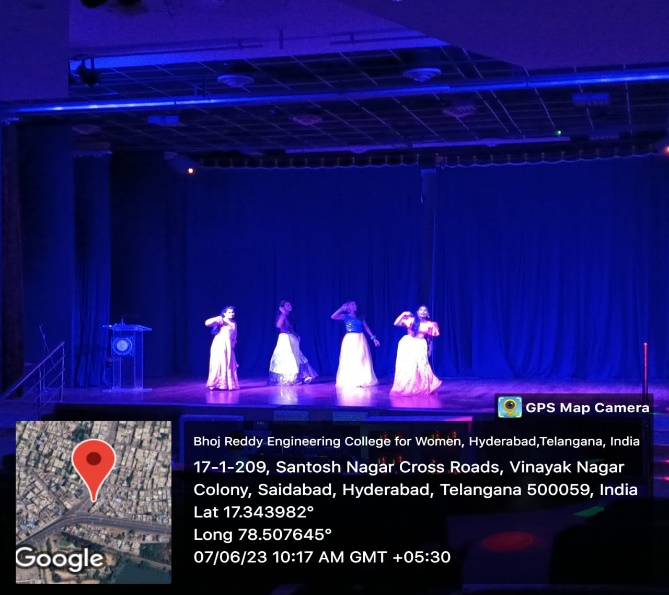 GPS Map Camera
Bhoj Reddy Engineering College for Women, Hyderabad,Telangana, India
17-1-209, Santosh Nagar Cross Roads, Vinayak Nagar
Colony, Saidabad, Hyderabad, Telangana 500059, India
Lat 17.343982°
Long 78.507645°
07/06/23 10:17 AM GMT +05:30
Google